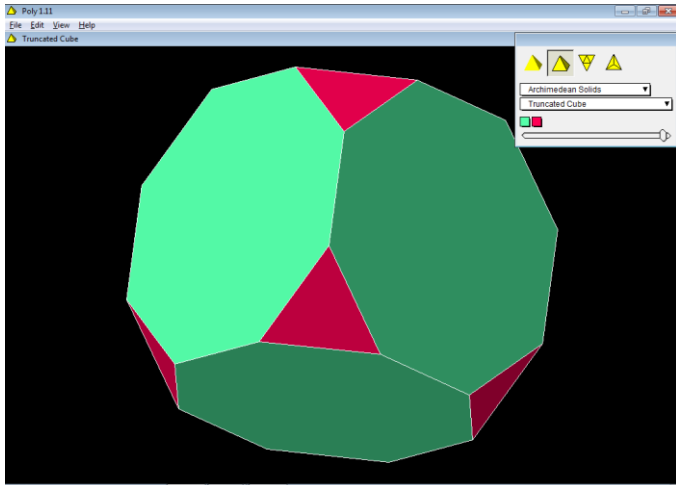 Poly 1.11
File Edit View Help
Truncated Cube
Archimedean Solids
Truncated Cube